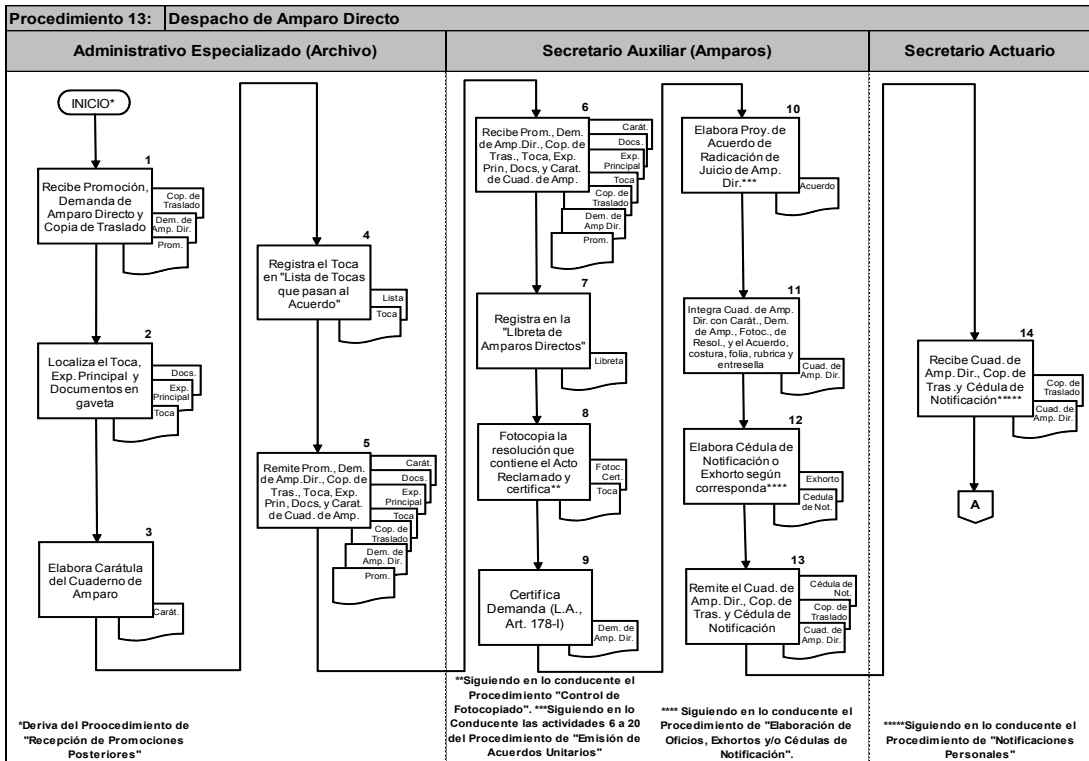 Procedimiento 13:
Despacho de Amparo Directo
Administrativo Especializado (Archivo)
Secretario Auxiliar (Amparos)
Secretario Actuario
INICIO*
1
Recibe Promoción,
Demanda de
Amparo Directo y
Copia de Traslado
Cop. de
Traslado
Dem. de
Amp. Dir.
Prom.
2
Localiza el Toca,
Exp. Principal y
Documentos en
gaveta
Docs.
Exp.
Principal
Toca
3
Elabora Carátula
del Cuaderno de
Amparo
Carát.
4
Registra el Toca
en "Lista de Tocas
que pasan al
Acuerdo"
Lista
Toca
5
Remite Prom., Dem.
de Amp.Dir., Cop. de
Tras., Toca, Exp.
Prin, Docs, y Carat.
de Cuad. de Amp.
Carát.
Docs.
Exp.
Principal
Toca
Cop. de
Traslado
Dem. de
Amp. Dir.
Prom.
6
Recibe Prom., Dem.
de Amp.Dir., Cop. de
Tras., Toca, Exp.
Prin, Docs, y Carat.
de Cuad. de Amp.
Carát.
Docs.
Exp.
Principal
Toca
Cop. de
Traslado
Dem. de
Amp Dir.
Prom.
7
Registra en la
"LIbreta de
Amparos Directos"
Libreta
8
Fotocopia la
resolución que
contiene el Acto
Reclamado y
certifica**
Fotoc.
Cert.
Toca
9
Certifica
Demanda (L.A.,
Art. 178-I)
Dem. de
Amp. Dir.
10
Elabora Proy. de
Acuerdo de
Radicación de
Juicio de Amp.
Dir.***
Acuerdo
11
Integra Cuad. de Amp.
Dir. con Carát., Dem.
de Amp., Fotoc., de
Resol., y el Acuerdo,
costura, folia, rubrica y
entresella
Cuad. de
Amp. Dir.
12
Elabora Cédula de
Notificación o
Exhorto según
corresponda****
Exhorto
Cedula
de Not.
13
Remite el Cuad. de
Amp. Dir., Cop. de
Tras. y Cédula de
Notificación
Cédula de
Not.
Cop. de
Traslado
Cuad. de
Amp. Dir.
14
Recibe Cuad. de
Amp. Dir., Cop. de
Tras.y Cédula de
Notificación*****
Cop. de
Traslado
Cuad. de
Amp. Dir.
A
*Deriva del Proocedimiento de
"Recepción de Promociones
Posteriores"
**Siguiendo en lo conducente el
Procedimiento "Control de
Fotocopiado". ***Siguiendo en lo
Conducente las actividades 6 a 20
del Procedimiento de "Emisión de
Acuerdos Unitarios"
**** Siguiendo en lo conducente el
Procedimiento de "Elaboración de
Oficios, Exhortos y/o Cédulas de
Notificación".
*****Siguiendo en lo conducente el
Procedimiento de "Notificaciones
Personales"